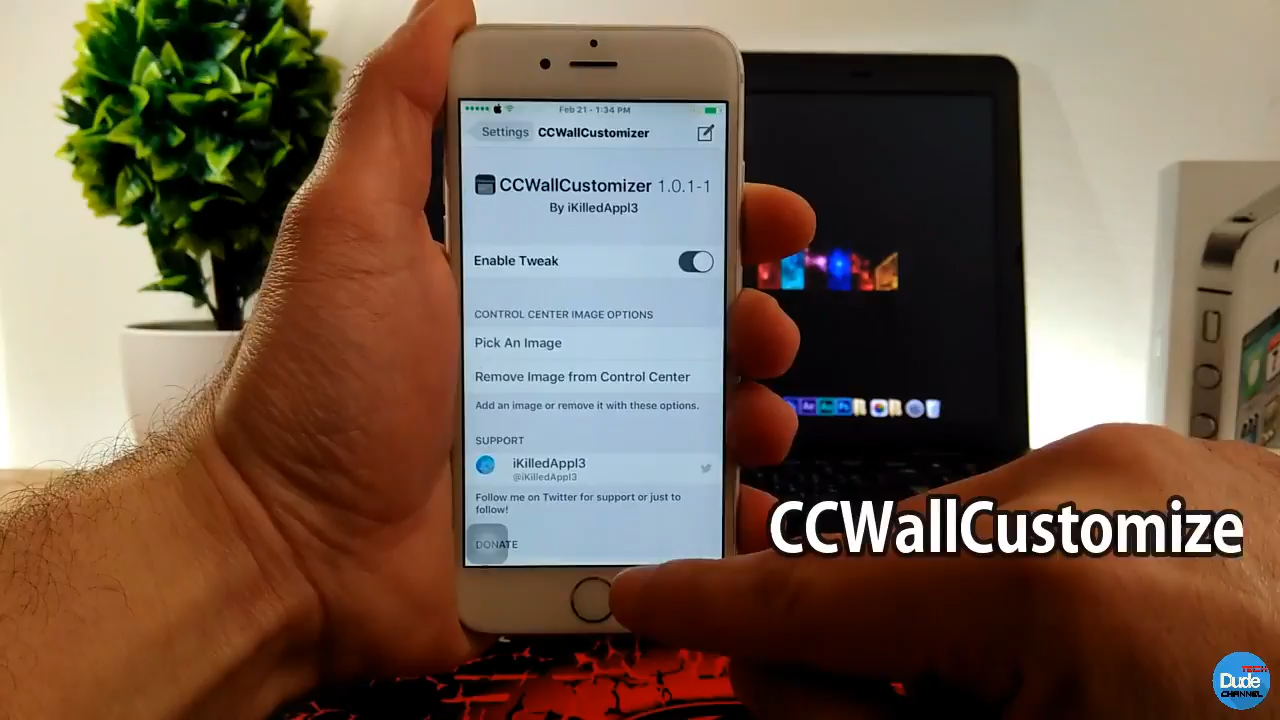 Feb 21 - 1:34 PM
Settings CCWallCustomizer
CCWallCustomizer 1.0.1-1
By iKilledAppl3
Enable Tweak
CONTROL CENTER IMAGE OPTIONS
Pick An Image
Remove Image from Control Center
Add an image or remove it with these options.
SUPPORT
iKilledAppl3
@iKilledAppl3
Follow me on Twitter for support or just to
follow!
DONATE
CCWallCustomize
TECH
Dude
CHANNEL